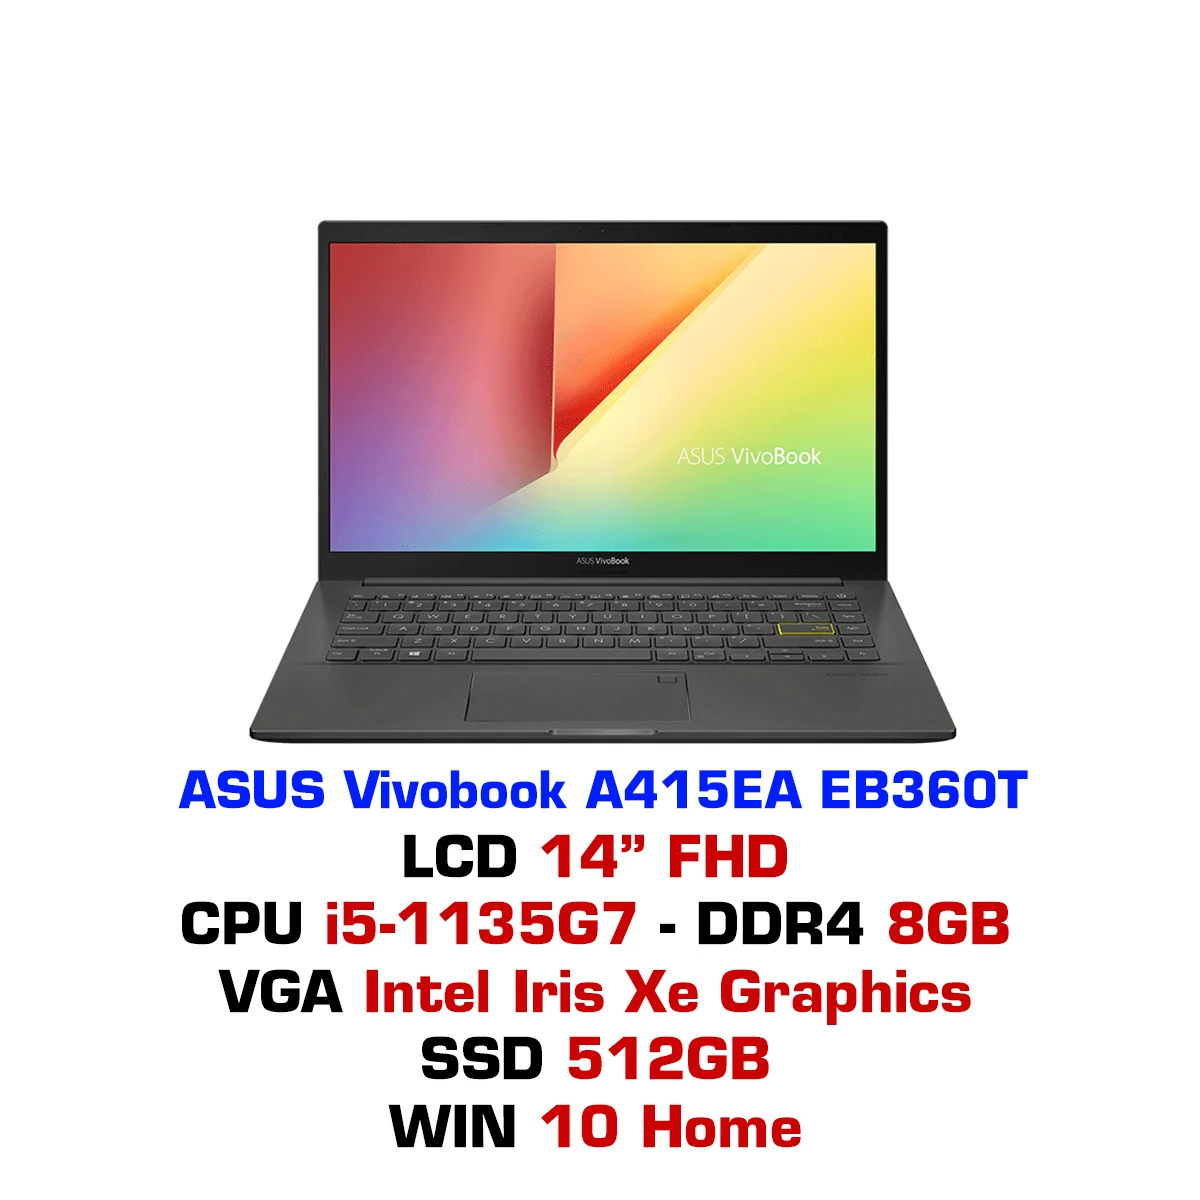 ASUS VivoBook
ASUS VivoBook
ASUS Vivobook A415EA EB360T
LCD 14” FHD
CPU i5-1135G7 - DDR4 8GB
VGA Intel Iris Xe Graphics
SSD 512GB
WIN 10 Home